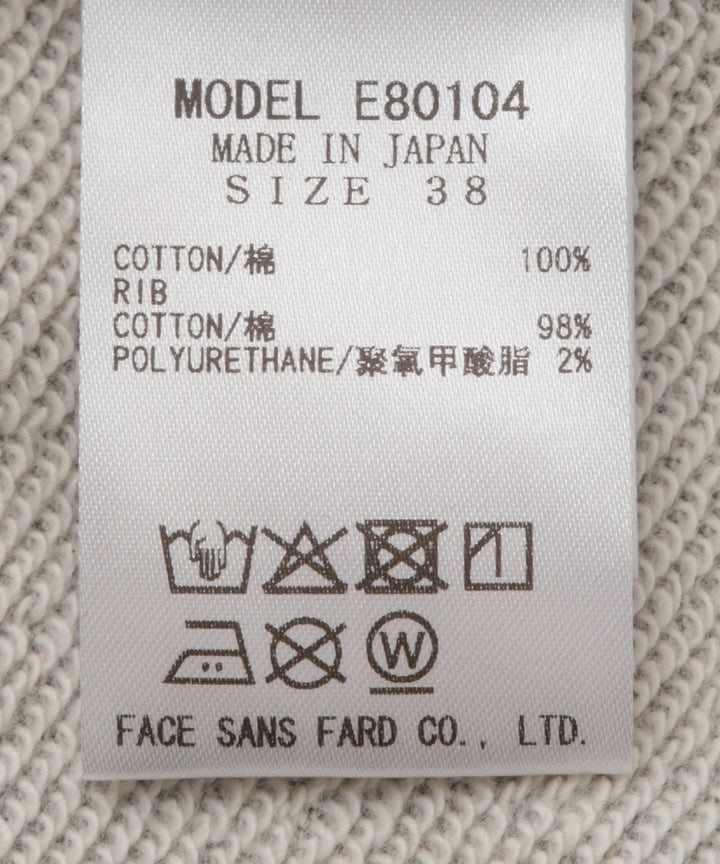 MODEL E80104
MADE IN JAPAN
SIZE 38
COTTON/棉 100%
RIB
COTTON/棉 98%
POLYURETHANE/聚氨甲酸脂 2%
W
FACE SANS FARD CO., LTD.